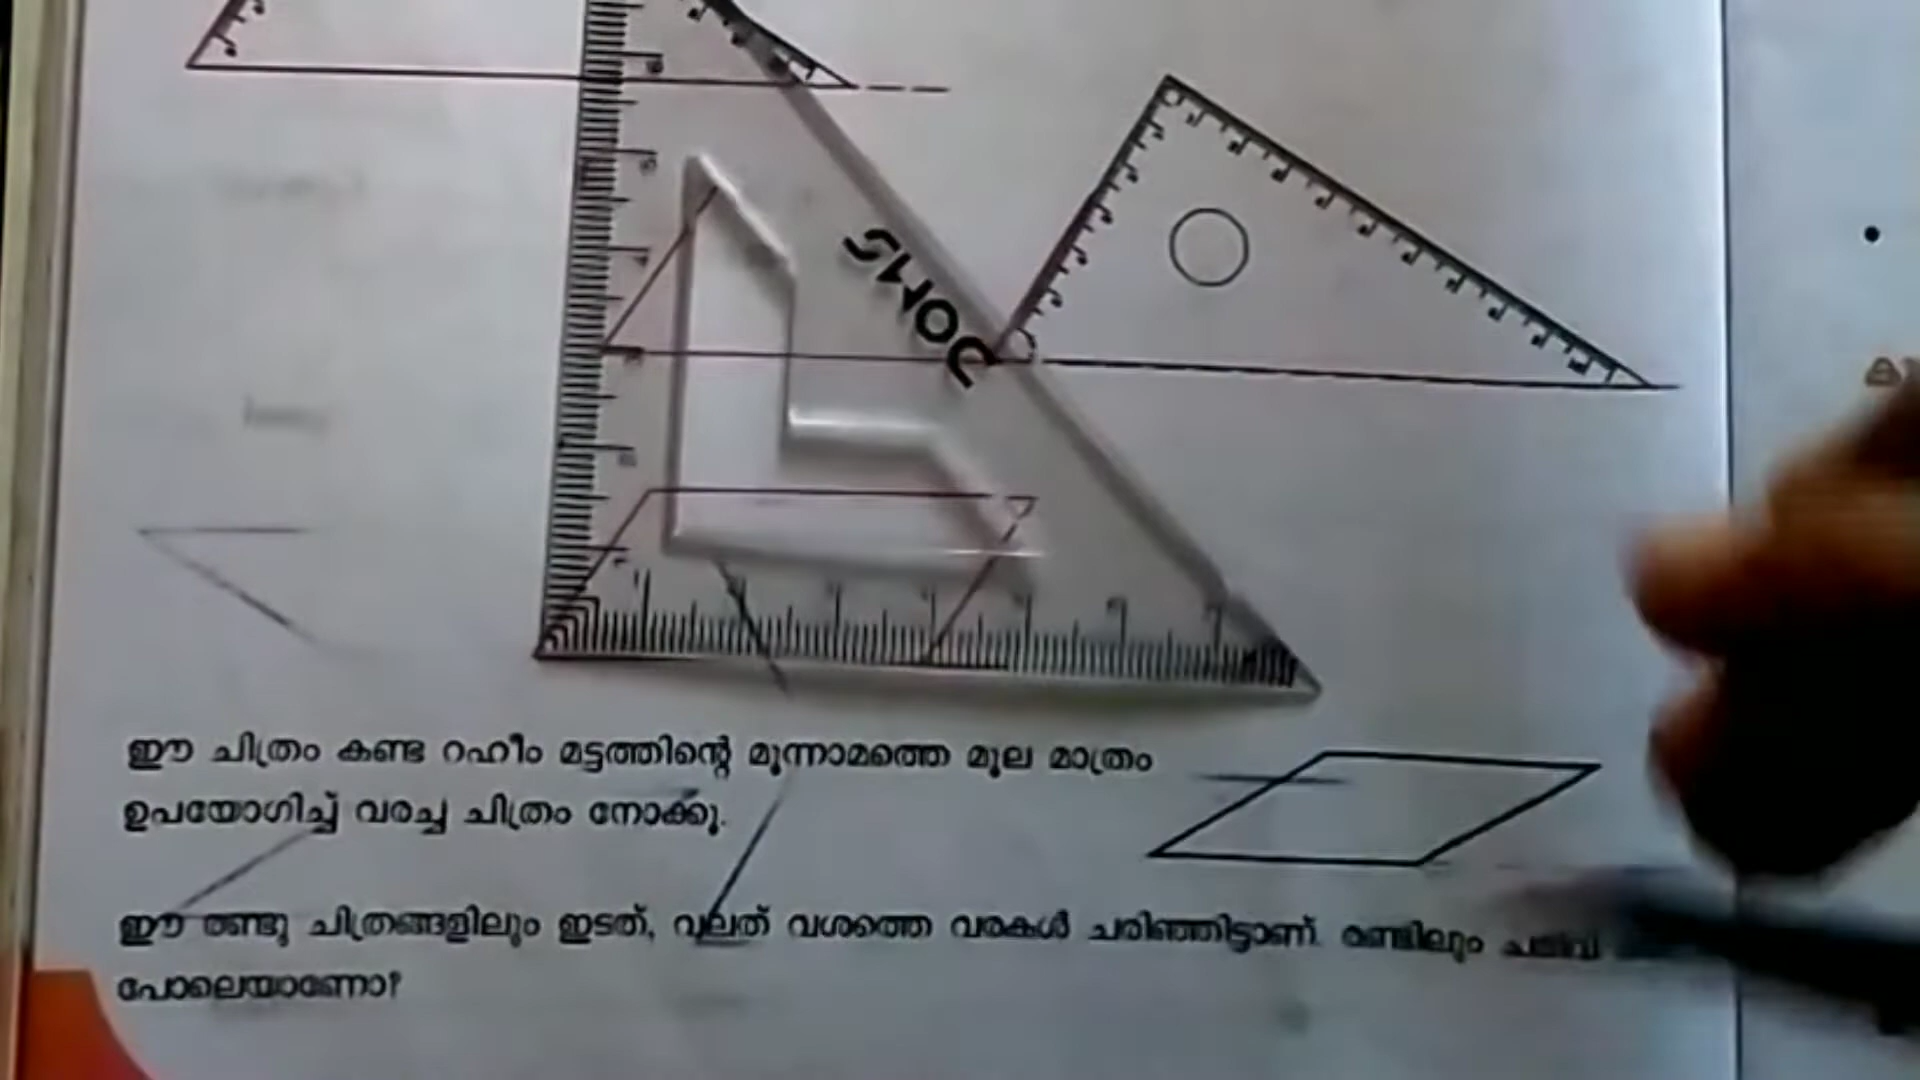 DOMS
ഈ ചിത്രം കണ്ട റഹീം മട്ടത്തിന്റെ മൂന്നാമത്തെ മൂല മാത്രം
ഉപയോഗിച്ച് വരച്ച ചിത്രം നോക്കൂ.
ഈ രണ്ടു ചിത്രങ്ങളിലും ഇടത്, വലത് വശത്തെ വരകൾ ചരിഞ്ഞിട്ടാണ്. രണ്ടിലും ചരിവ്
പോലെയാണോ?